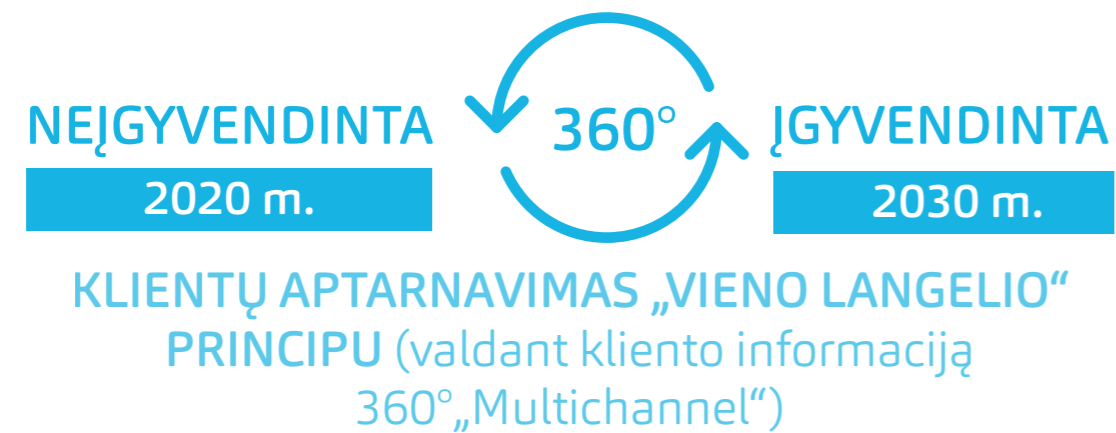 NEĮGYVENDINTA
2020 m.
360°
ĮGYVENDINTA
2030 m.
KLIENTŲ APTARNAVIMAS „VIENO LANGELIO“
PRINCIPU (valdant kliento informaciją
360°„Multichannel“)